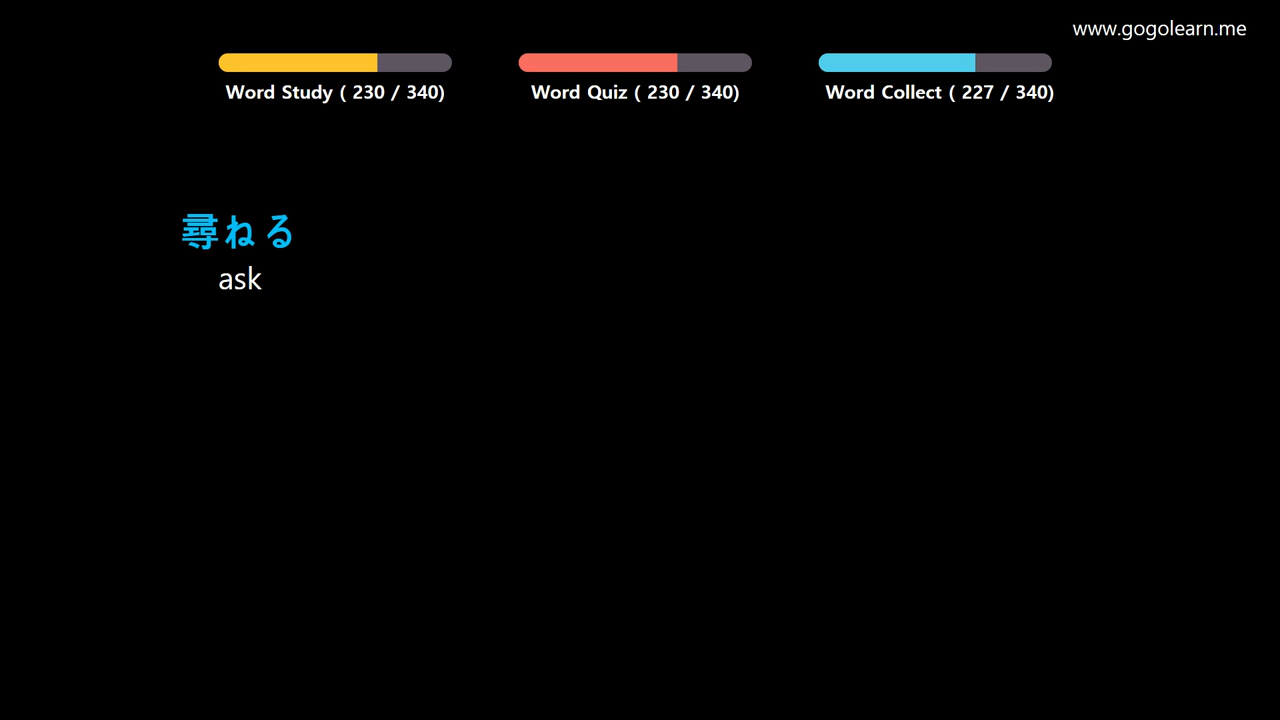 www.gogolearn.me
Word Study ( 230 / 340)
Word Quiz ( 230 / 340)
Word Collect ( 227 / 340)
尋ねる
ask